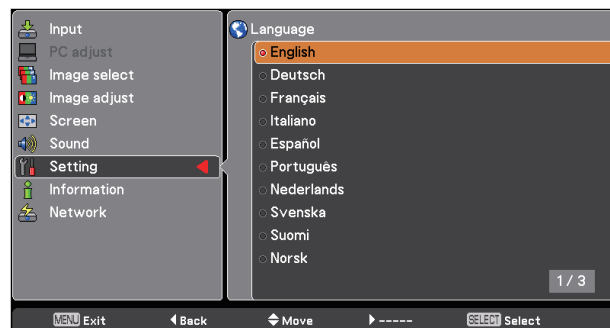 Input
PC adjust
Image select
Image adjust
Screen
Sound
Setting
Information
Network
Language
English
Deutsch
Français
Italiano
Español
Português
Nederlands
Svenska
Suomi
Norsk
1 / 3
MENU Exit
Back
Move
-----
SELECT Select